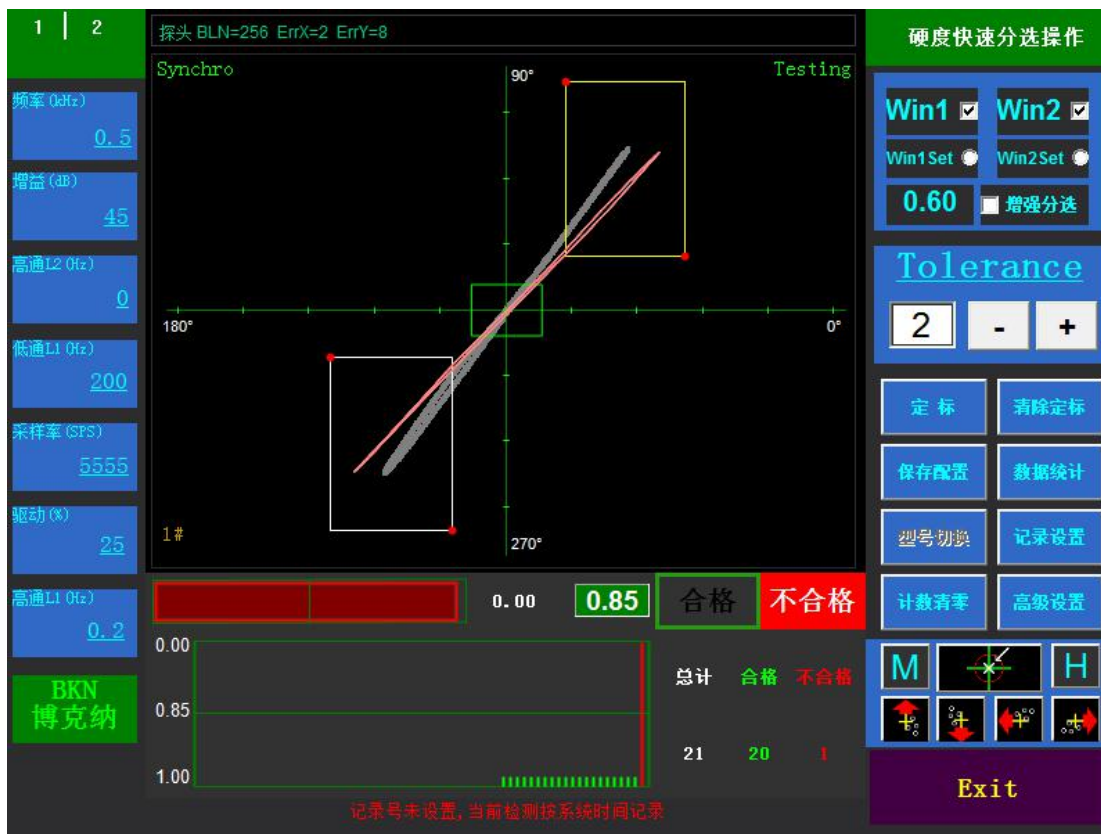 1 | 2
探头 BLN=256 ErrX=2 ErrY=8
硬度快速分选操作
Synchro
Testing
90°
180°
0°
270°
1#
频率(kHz)
0.5
增益(dB)
45
高通L2(Hz)
0
低通L1(Hz)
200
采样率(SPS)
5555
驱动(%)
25
高通L1(Hz)
0.2
BKN
博克纳
Win1 Win2
Win1Set Win2Set
0.60 增强分选
Tolerance
2 - +
定 标 清除定标
保存配置 数据统计
型号切换 记录设置
计数清零 高级设置
M H
Exit
0.00 0.85 合格 不合格
0.00
0.85
1.00
总计 合格 不合格
21 20 1
记录号未设置,当前检测按系统时间记录